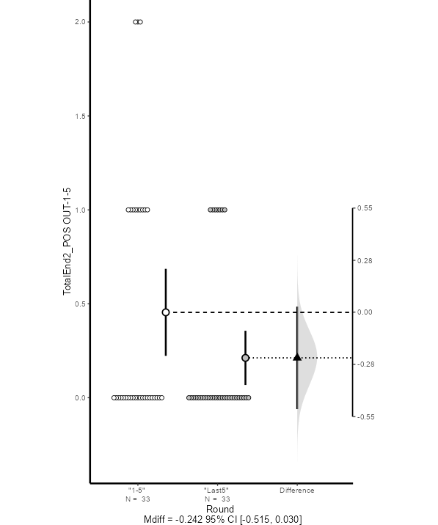 2.0
1.5
1.0
0.5
0.0
TotalEnd2_POS OUT-1-5
0.55
0.28
0.00
-0.28
-0.55
"1-5"
N = 33
"Last5"
N = 33
Difference
Round
Mdiff = -0.242 95% CI [-0.515, 0.030]